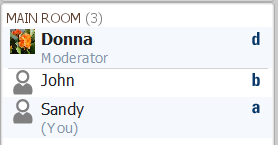 MAIN ROOM (3)
Donna d
Moderator
John b
Sandy a
(You)